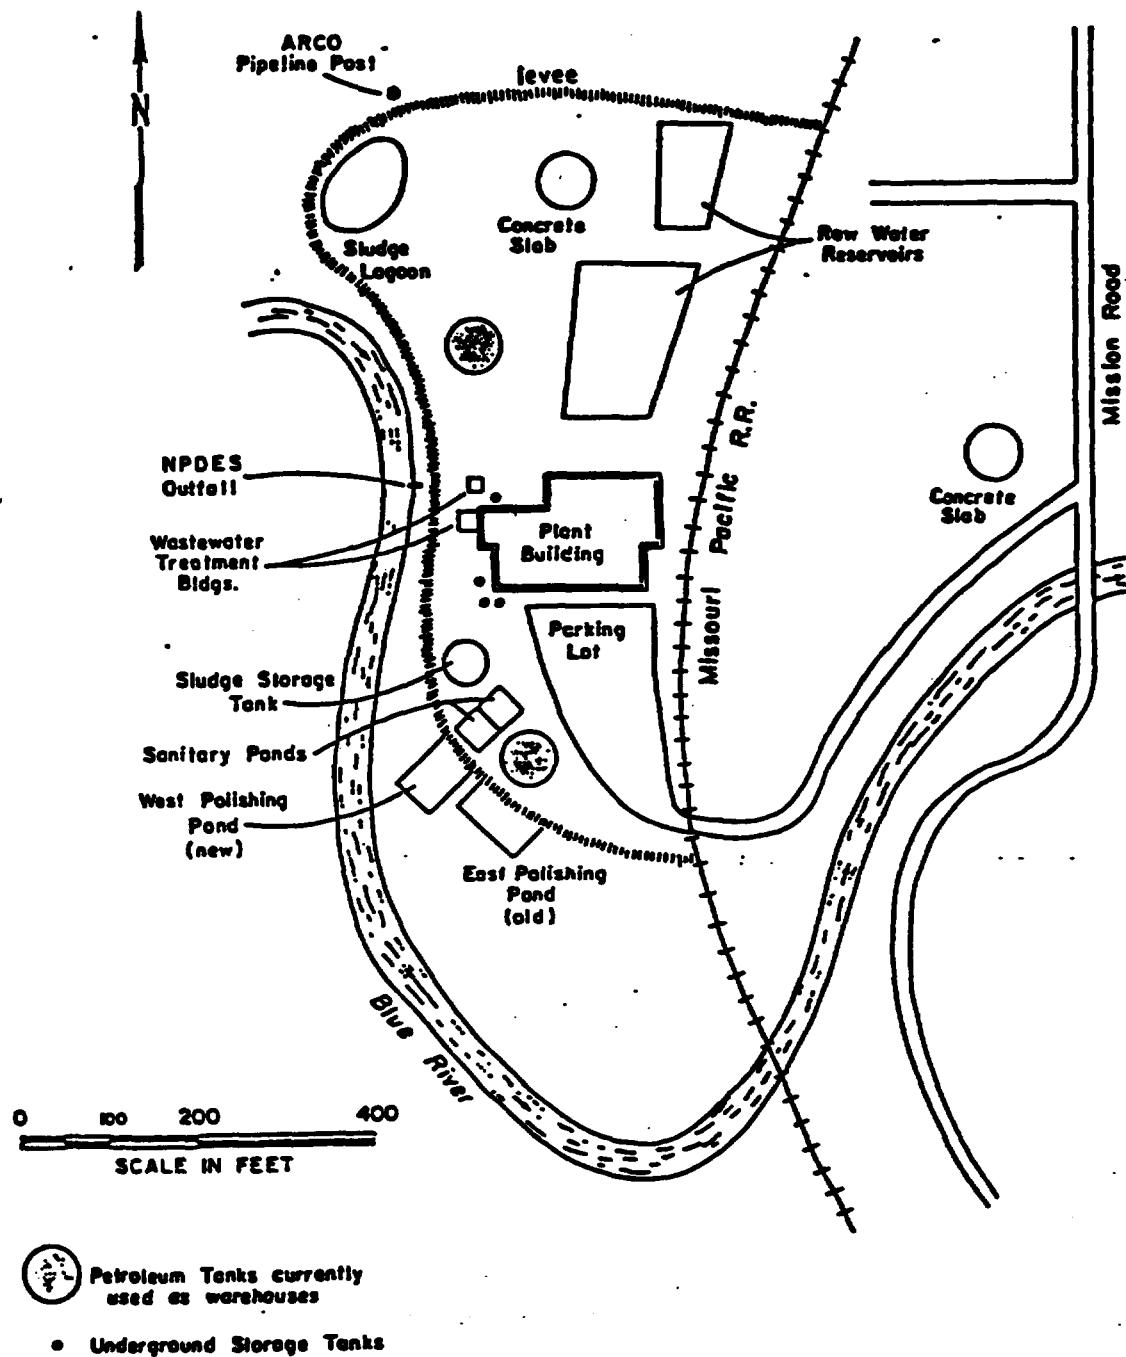 ARCO
Pipeline Post
levee
N
Concrete
Slab
Raw Water
Reservoirs
Sludge
Lagoon
Mission Road
NPDES
Outfall
Missouri Pacific R.R.
Concrete
Slab
Plant
Building
Wastewater
Treatment
Bldgs.
Parking
Lot
Sludge Storage
Tank
Sanitary Ponds
West Polishing
Pond
(new)
East Polishing
Pond
(old)
Blue River
0 100 200 400
SCALE IN FEET
Petroleum Tanks currently
used as warehouses
Underground Storage Tanks